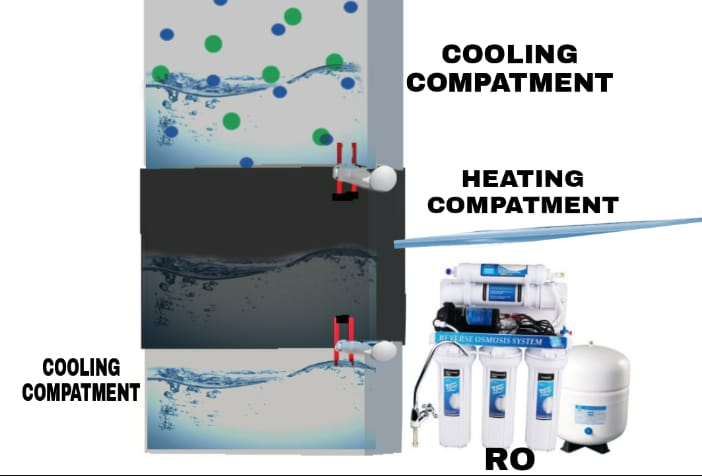 COOLING
COMPATMENT
HEATING
COMPATMENT
REVERSE OSMOSIS SYSTEM
COOLING
COMPATMENT
RO